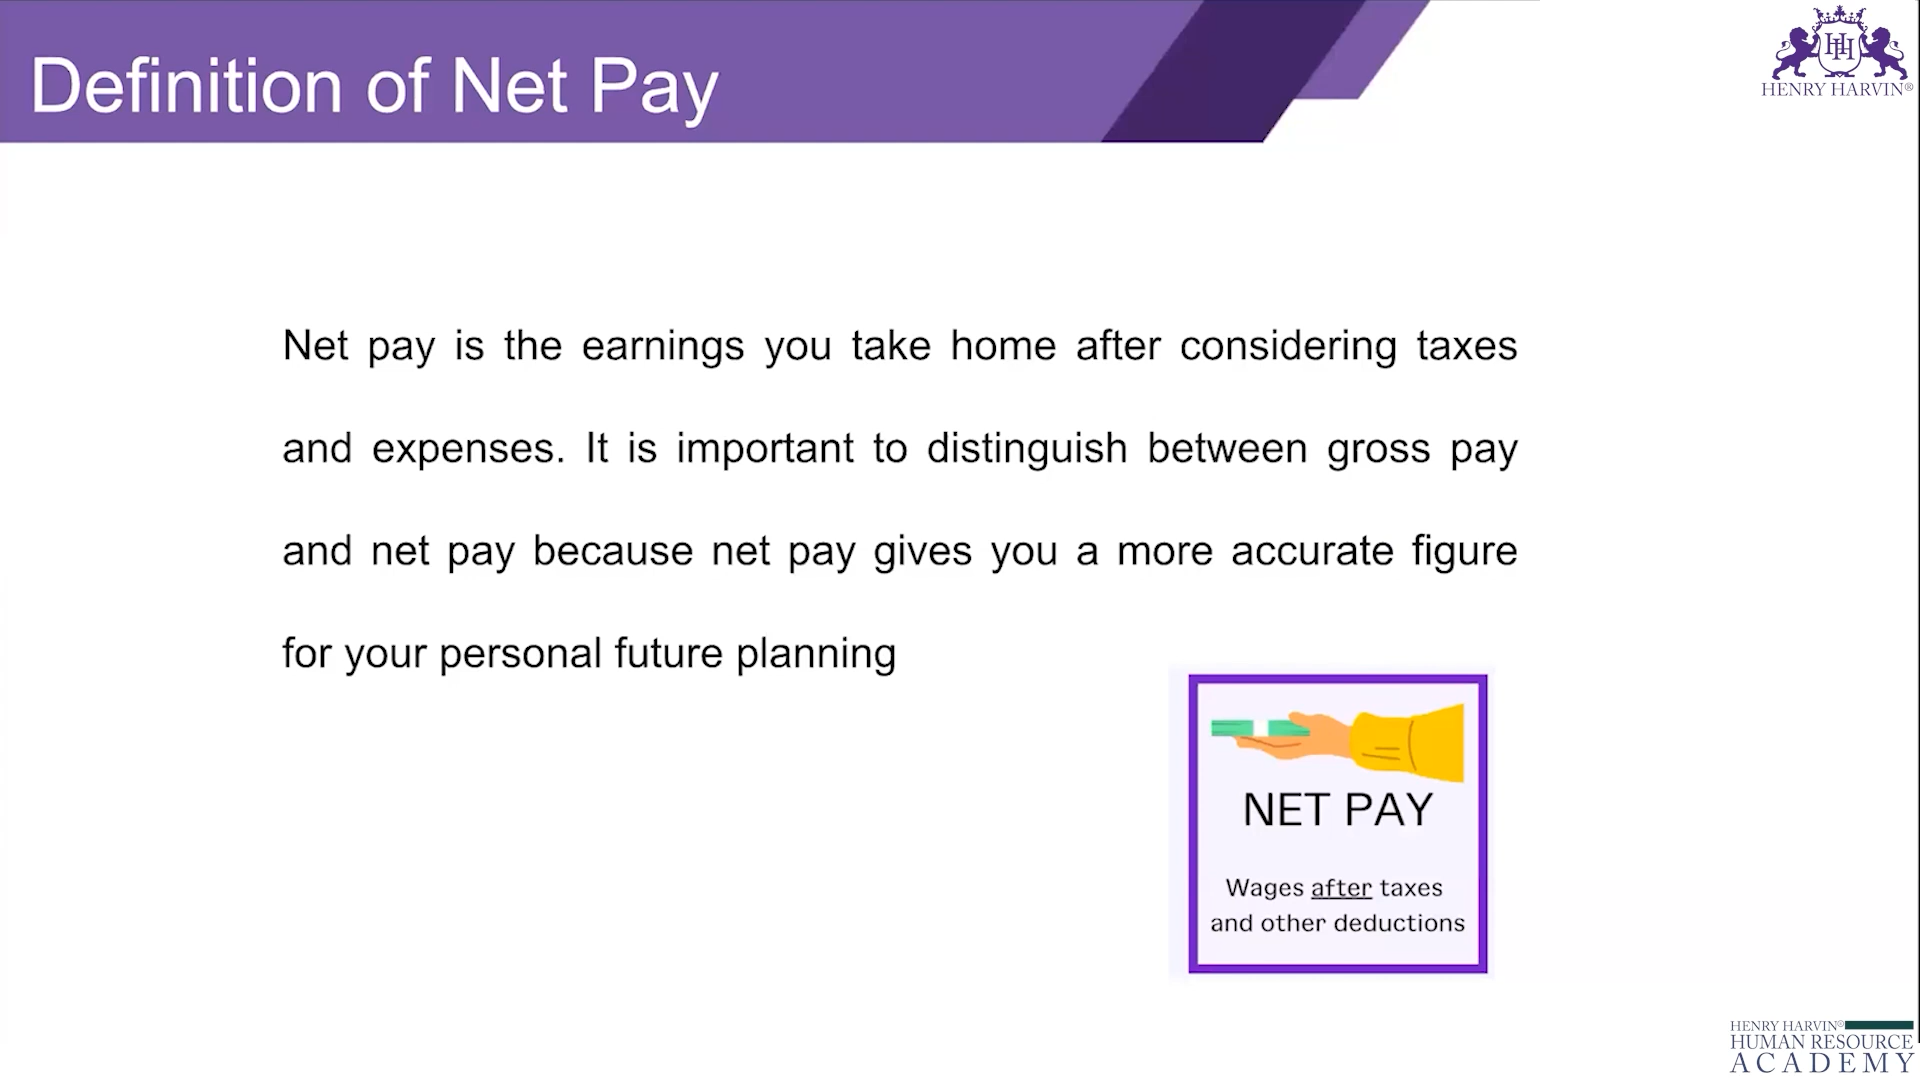 Definition of Net Pay
HENRY HARVIN®
Net pay is the earnings you take home after considering taxes
and expenses. It is important to distinguish between gross pay
and net pay because net pay gives you a more accurate figure
for your personal future planning
NET PAY
Wages after taxes
and other deductions
HENRY HARVIN®
HUMAN RESOURCE
ACADEMY